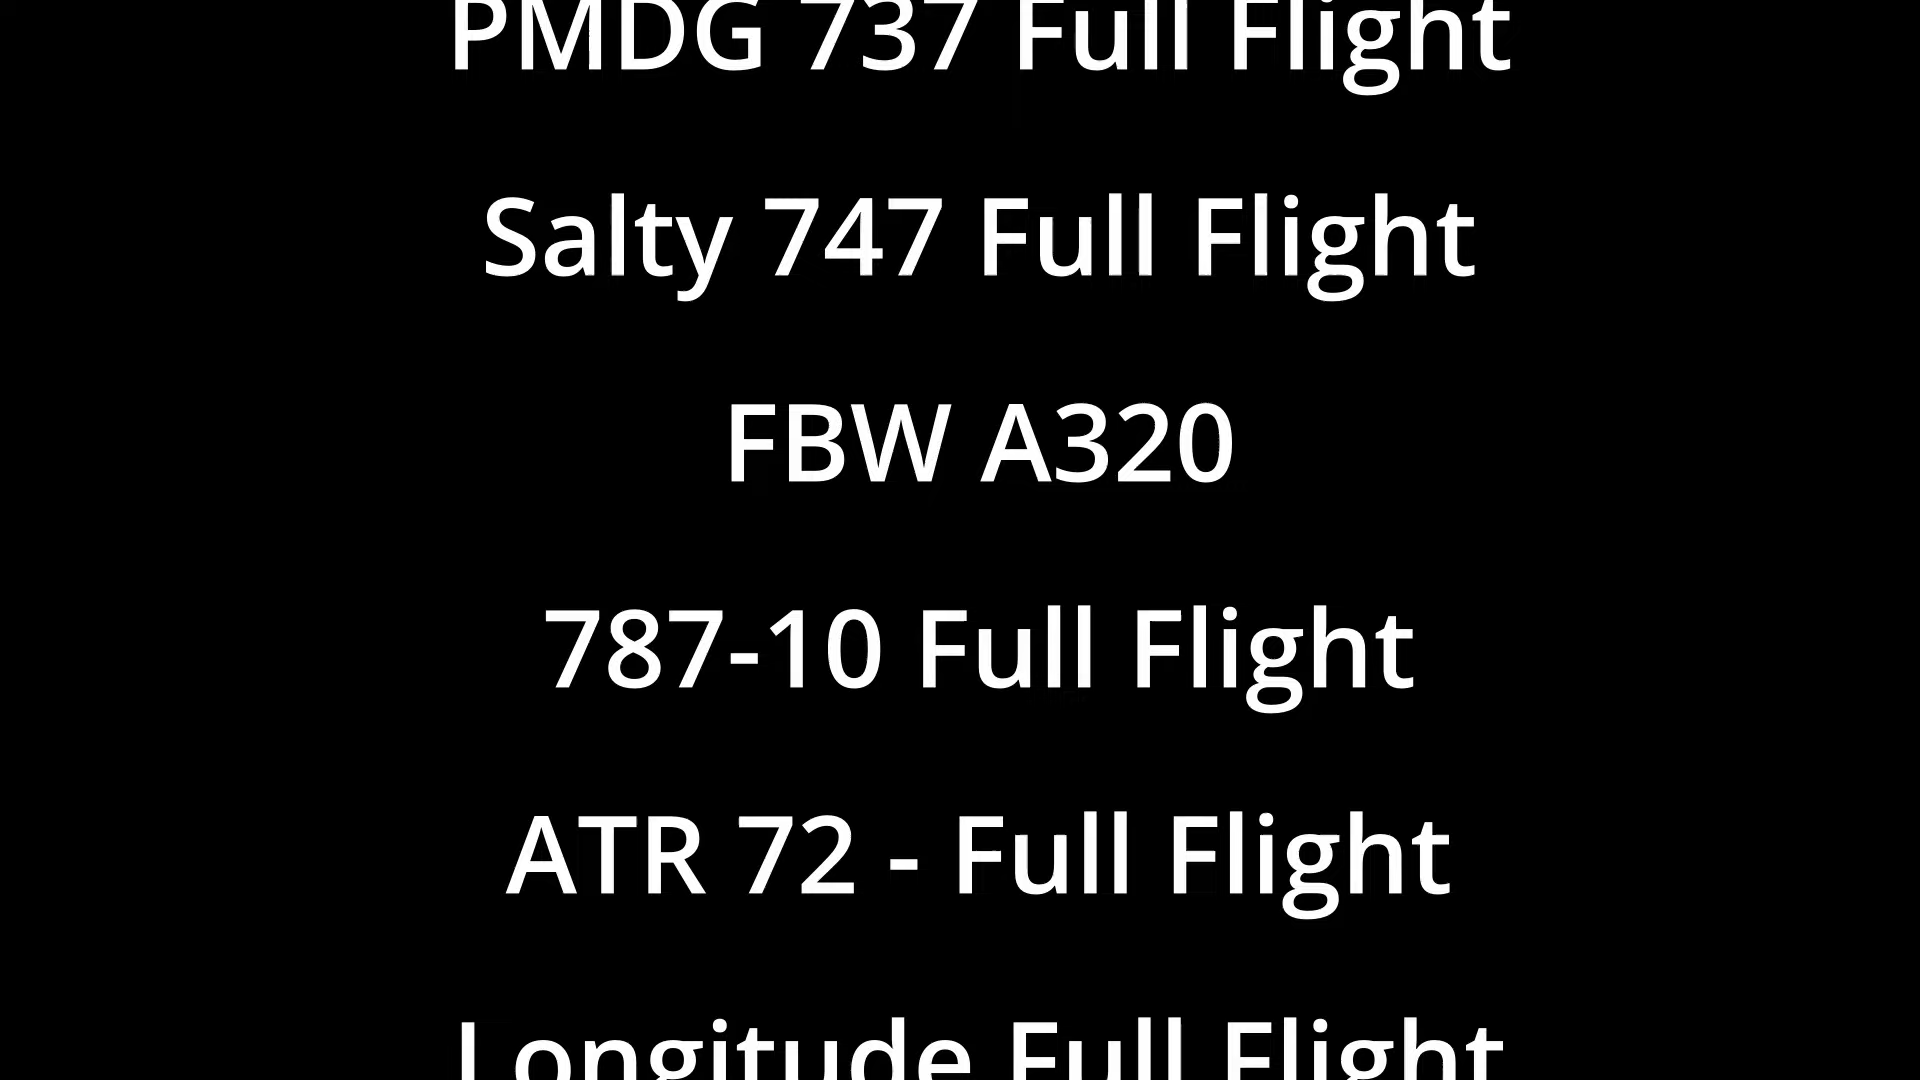 PMDG 737 Full Flight
Salty 747 Full Flight
FBW A320
787-10 Full Flight
ATR 72 - Full Flight
Longitude Full Flight